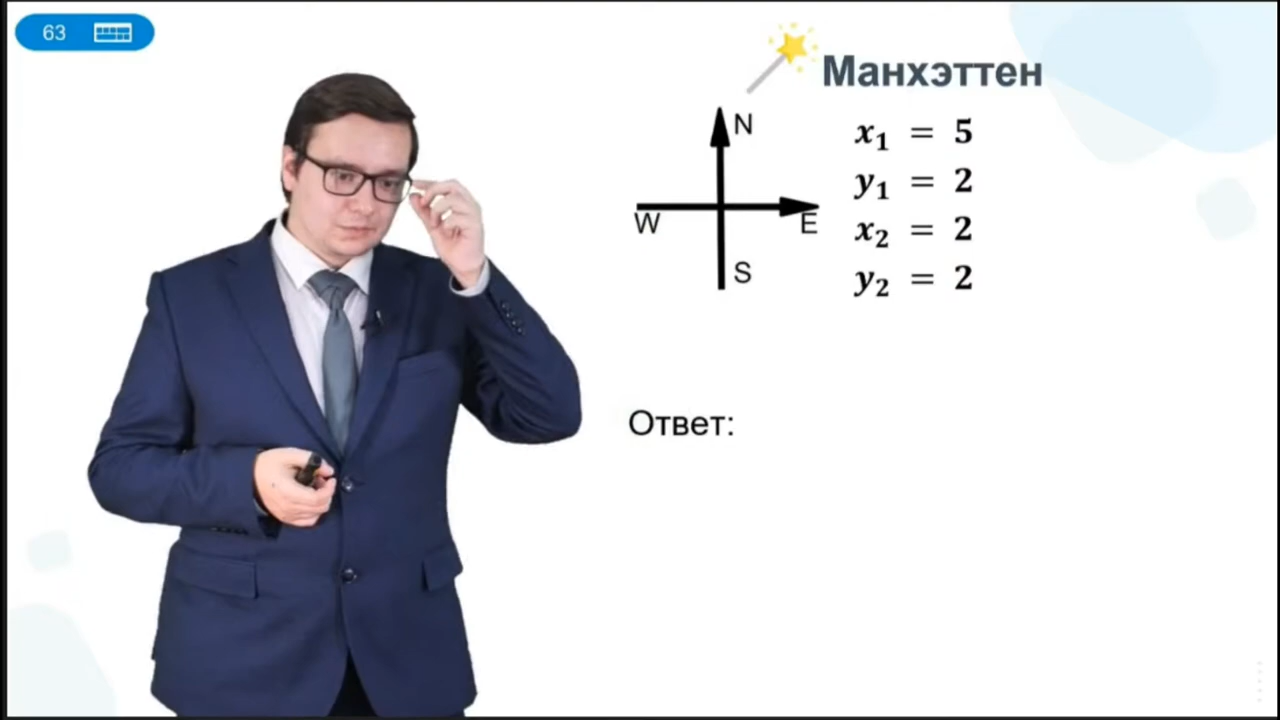 63
Манхэттен
N
W
E
S
x₁ = 5
y₁ = 2
x₂ = 2
y₂ = 2
Ответ: